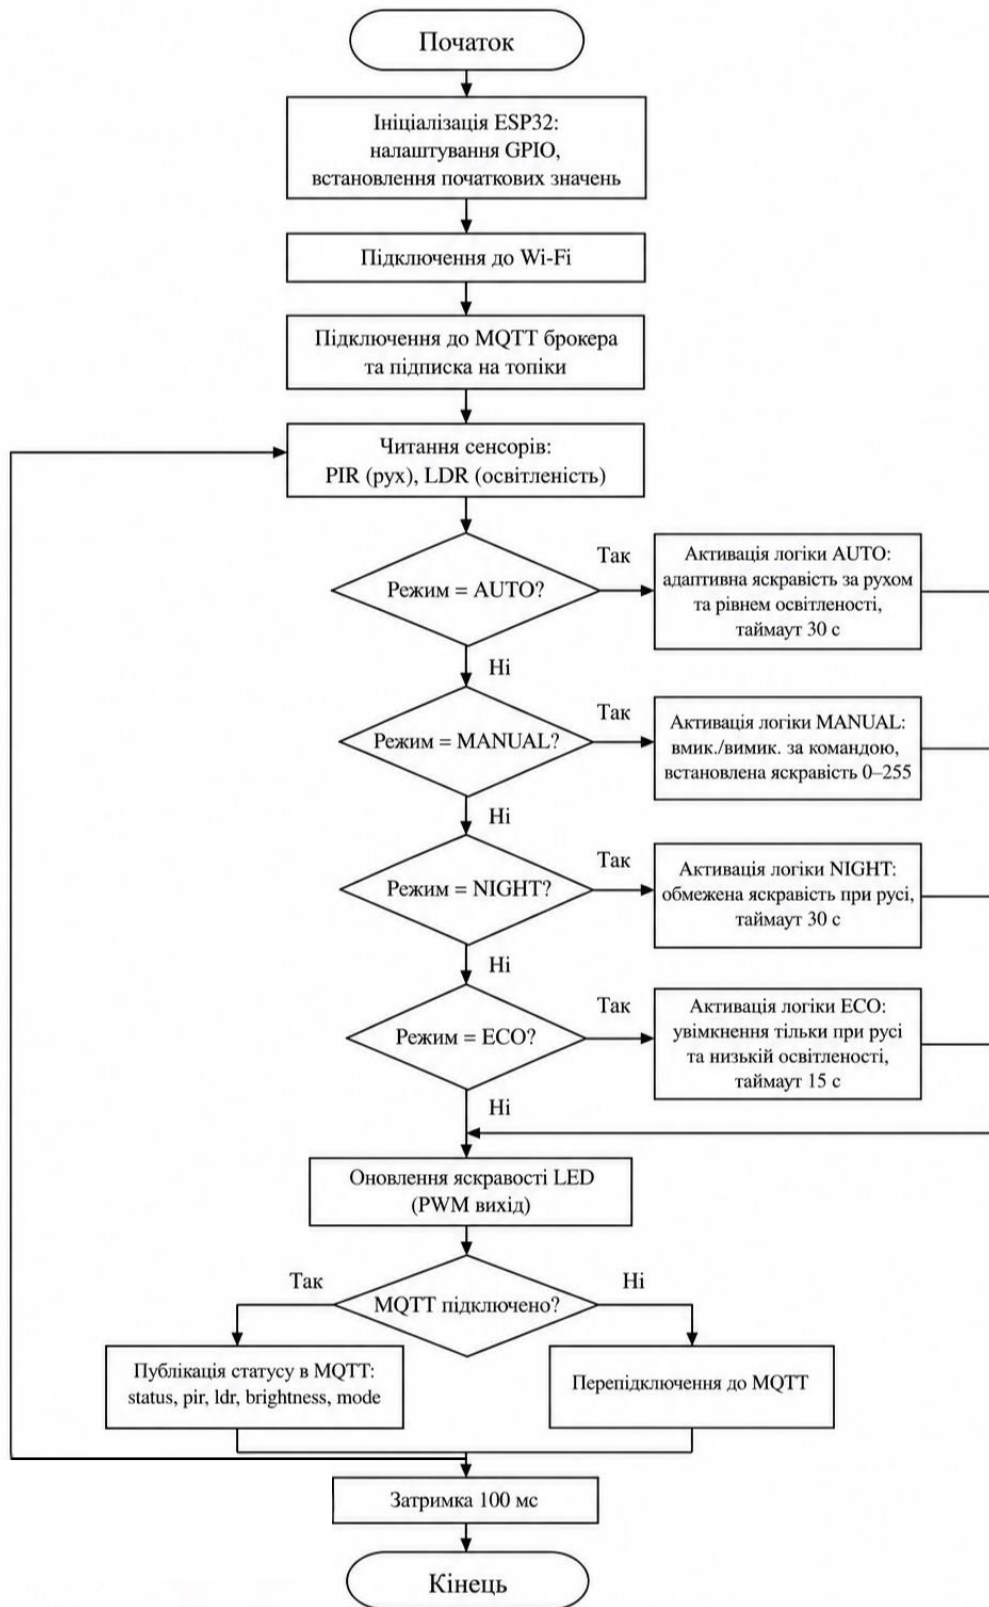 Початок
Ініціалізація ESP32:
налаштування GPIO,
встановлення початкових значень
Підключення до Wi-Fi
Підключення до MQTT брокера
та підписка на топіки
Читання сенсорів:
PIR (рух), LDR (освітленість)
Режим = AUTO?
Так
Активація логіки AUTO:
адаптивна яскравість за рухом
та рівнем освітленості,
таймаут 30 с
Ні
Режим = MANUAL?
Так
Активація логіки MANUAL:
вмик./вимик. за командою,
встановлена яскравість 0–255
Ні
Режим = NIGHT?
Так
Активація логіки NIGHT:
обмежена яскравість при русі,
таймаут 30 с
Ні
Режим = ECO?
Так
Активація логіки ECO:
увімкнення тільки при русі
та низькій освітленості,
таймаут 15 с
Ні
Оновлення яскравості LED
(PWM вихід)
MQTT підключено?
Так
Ні
Публікація статусу в MQTT:
status, pir, ldr, brightness, mode
Перепідключення до MQTT
Затримка 100 мс
Кінець